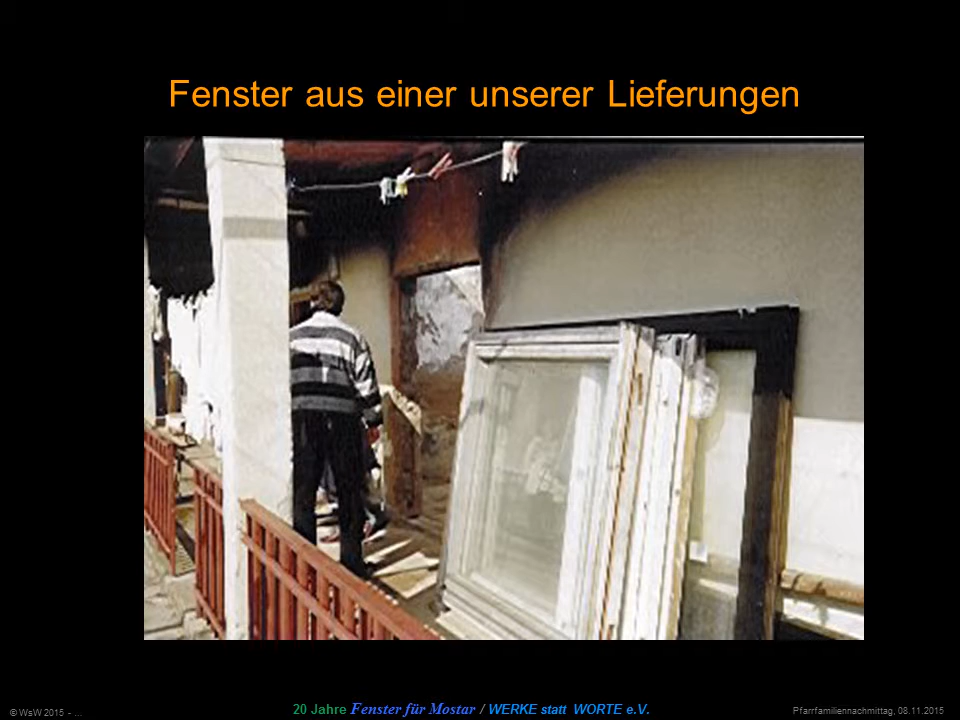 Fenster aus einer unserer Lieferungen
© WsW 2015 - ...
20 Jahre Fenster für Mostar / WERKE statt WORTE e.V.
Pfarrfamiliennachmittag, 08.11.2015